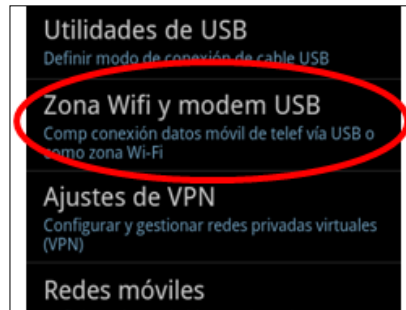 Utilidades de USB
Definir modo de conexión de cable USB
Zona Wifi y modem USB
Comp conexión datos móvil de telef vía USB o
como zona Wi-Fi
Ajustes de VPN
Configurar y gestionar redes privadas virtuales
(VPN)
Redes móviles